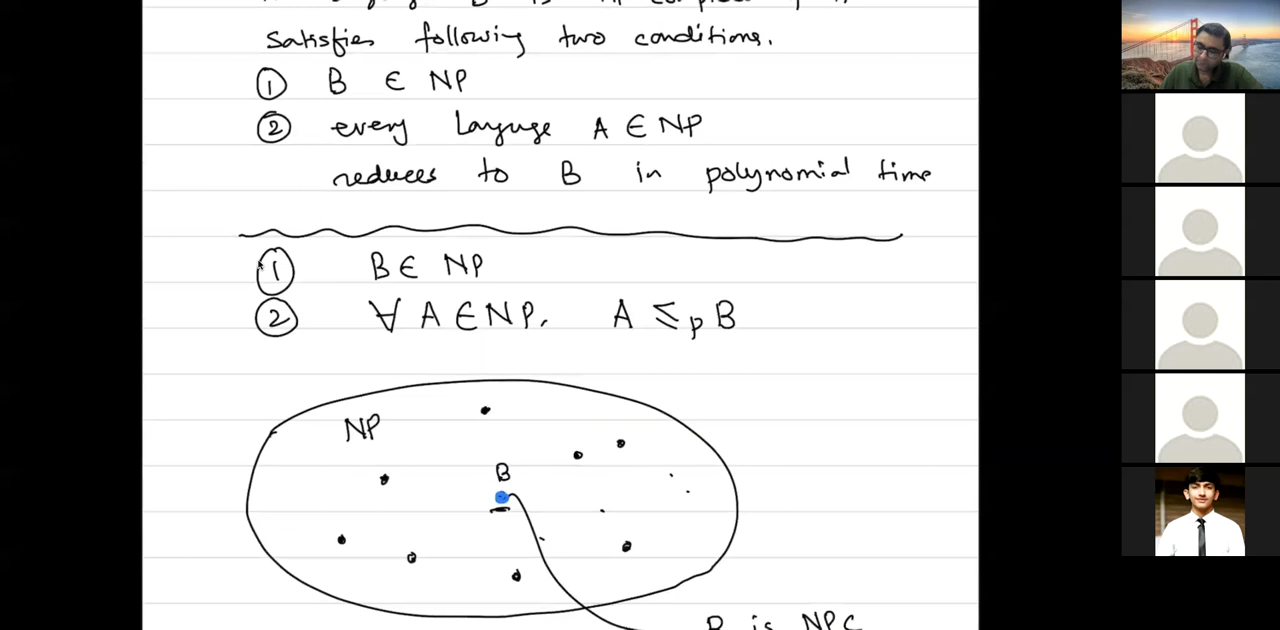 satisfies following two conditions.
① B ∈ NP
② every Layuge A ∈ NP
reduces to B in polynomial time
① B ∈ NP
② ∀ A ∈ NP, A ≤p B
NP
B
B is NPC